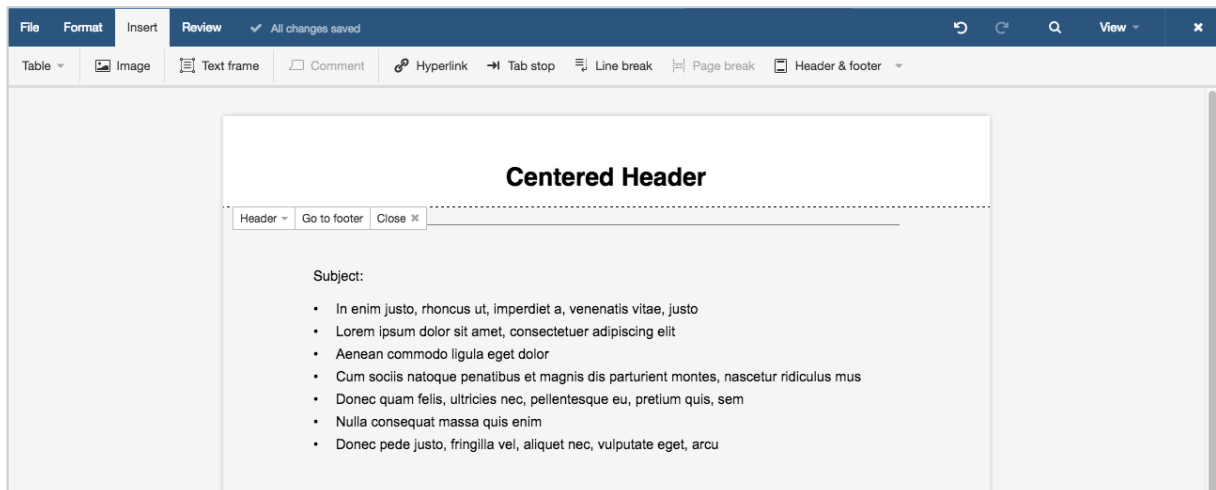 File Format Insert Review All changes saved View
Table Image Text frame Comment Hyperlink Tab stop Line break Page break Header & footer
Centered Header
Header Go to footer Close
Subject:
• In enim justo, rhoncus ut, imperdiet a, venenatis vitae, justo
• Lorem ipsum dolor sit amet, consectetuer adipiscing elit
• Aenean commodo ligula eget dolor
• Cum sociis natoque penatibus et magnis dis parturient montes, nascetur ridiculus mus
• Donec quam felis, ultricies nec, pellentesque eu, pretium quis, sem
• Nulla consequat massa quis enim
• Donec pede justo, fringilla vel, aliquet nec, vulputate eget, arcu